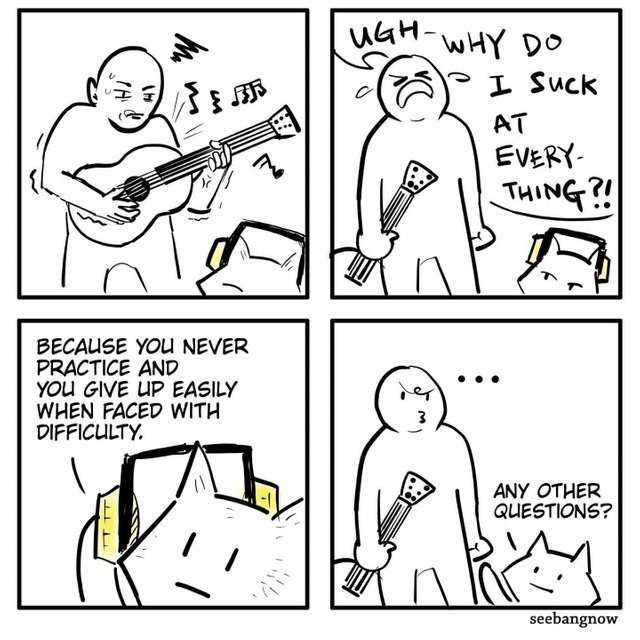 UGH-
WHY DO
I SUCK
AT
EVERY-
THING?!
BECAUSE YOU NEVER
PRACTICE AND
YOU GIVE UP EASILY
WHEN FACED WITH
DIFFICULTY.
...
ANY OTHER
QUESTIONS?
seebangnow